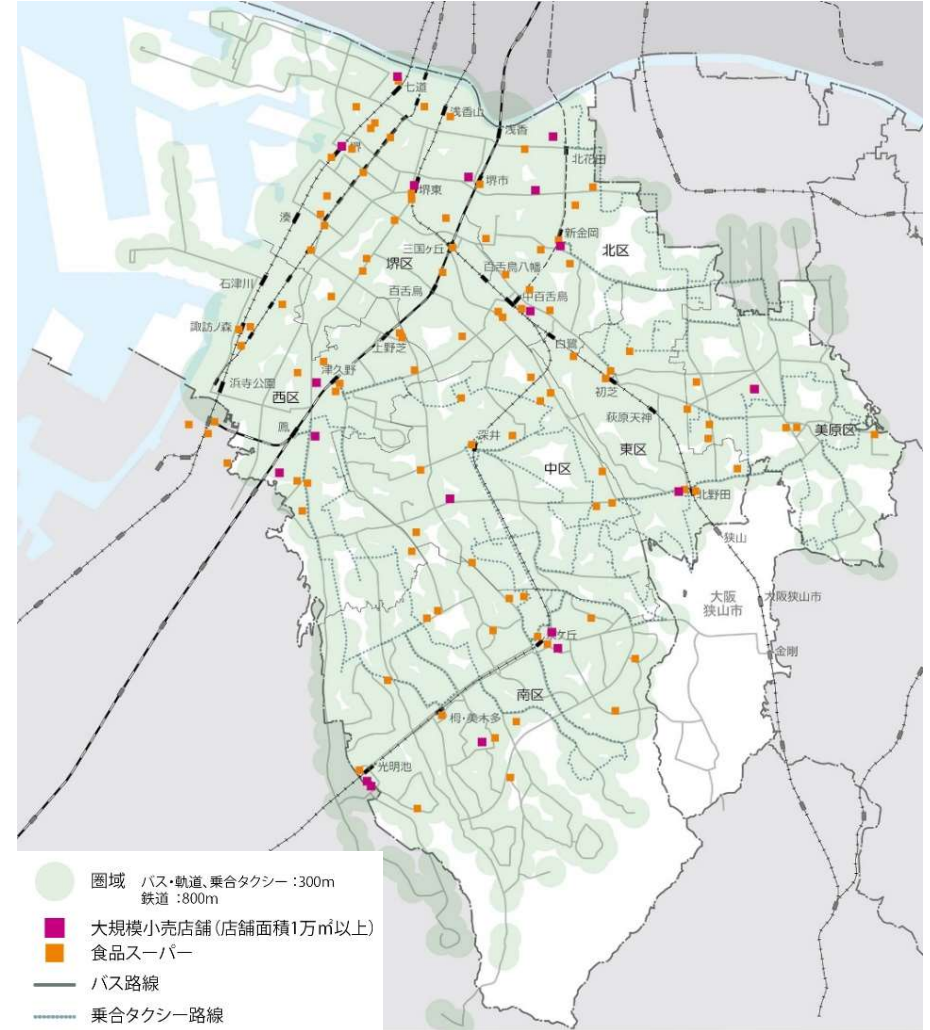 七道
浅香山
浅香
堺
北花田
堺東
堺市
湊
新金岡
北区
三国ヶ丘
堺区
百舌鳥八幡
石津川
百舌鳥
中百舌鳥
諏訪ノ森
上野芝
白鷺
浜寺公園
津久野
初芝
西区
萩原天神
鳳
東区
美原区
深井
中区
北野田
狭山
大阪
狭山市
大阪狭山市
ヶ丘
金剛
南区
栂・美木多
光明池
圏域 バス・軌道、乗合タクシー:300m
鉄道:800m
大規模小売店舗(店舗面積1万㎡以上)
食品スーパー
バス路線
乗合タクシー路線